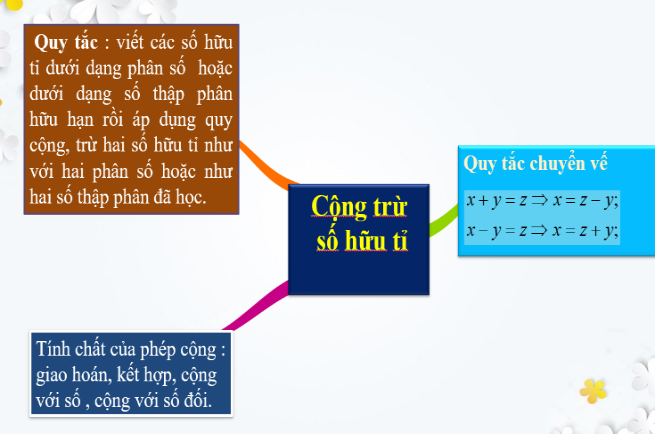 Quy tắc : viết các số hữu
tỉ dưới dạng phân số hoặc
dưới dạng số thập phân
hữu hạn rồi áp dụng quy
cộng, trừ hai số hữu tỉ như
với hai phân số hoặc như
hai số thập phân đã học.
Cộng trừ
số hữu tỉ
Quy tắc chuyển vế
x + y = z ⇒ x = z − y;
x − y = z ⇒ x = z + y;
Tính chất của phép cộng :
giao hoán, kết hợp, cộng
với số , cộng với số đối.